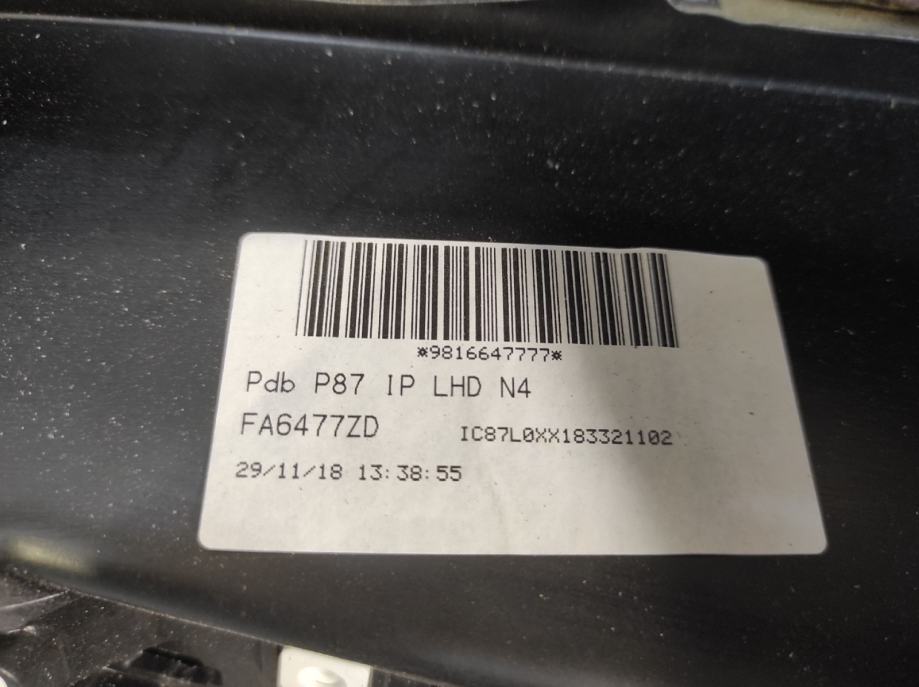 *9816647777*
Pdb P87 IP LHD N4
FA6477ZD IC87L0XX183321102
29/11/18 13:38:55